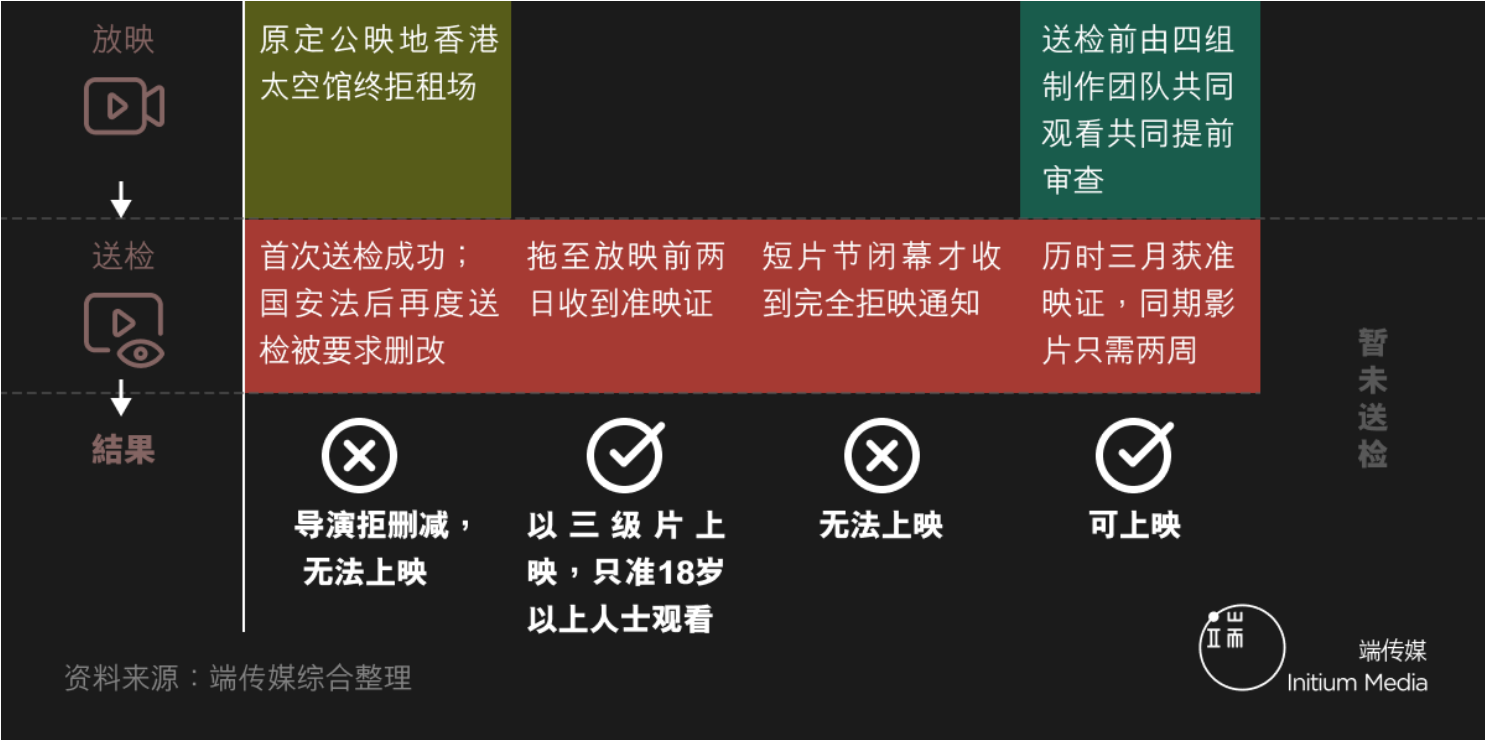 放映
原定公映地香港
太空馆终拒租场
送检前由四组
制作团队共同
观看共同提前
审查
送检
首次送检成功；
国安法后再度送
检被要求删改
拖至放映前两
日收到准映证
短片节闭幕才收
到完全拒映通知
历时三月获准
映证，同期影
片只需两周
暂
未
送
检
結果
导演拒删减，
无法上映
以三级片上
映，只准18岁
以上人士观看
无法上映
可上映
资料来源：端传媒综合整理
端传媒
Initium Media